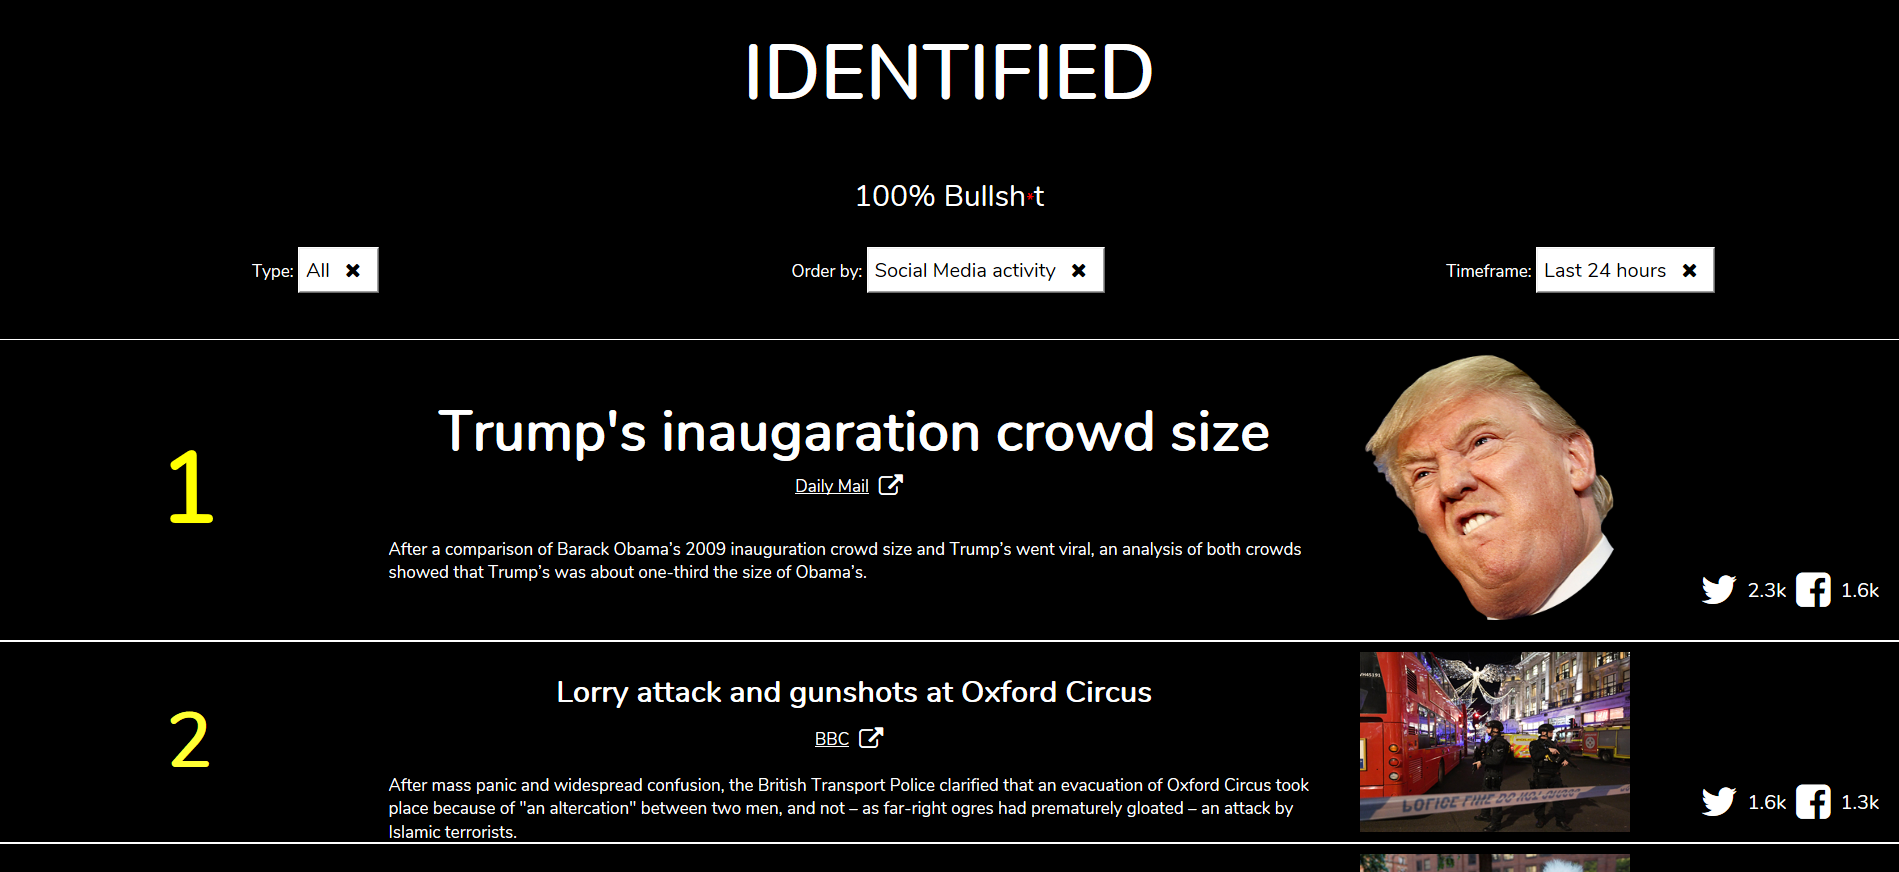 IDENTIFIED
100% Bullsh*t
Type: All ✖
Order by: Social Media activity ✖
Timeframe: Last 24 hours ✖
1
Trump's inaugaration crowd size
Daily Mail
After a comparison of Barack Obama’s 2009 inauguration crowd size and Trump’s went viral, an analysis of both crowds
showed that Trump’s was about one-third the size of Obama’s.
2.3k 1.6k
2
Lorry attack and gunshots at Oxford Circus
BBC
After mass panic and widespread confusion, the British Transport Police clarified that an evacuation of Oxford Circus took
place because of "an altercation" between two men, and not – as far-right ogres had prematurely gloated – an attack by
Islamic terrorists.
POLICE LINE DO NOT CROSS
1.6k 1.3k